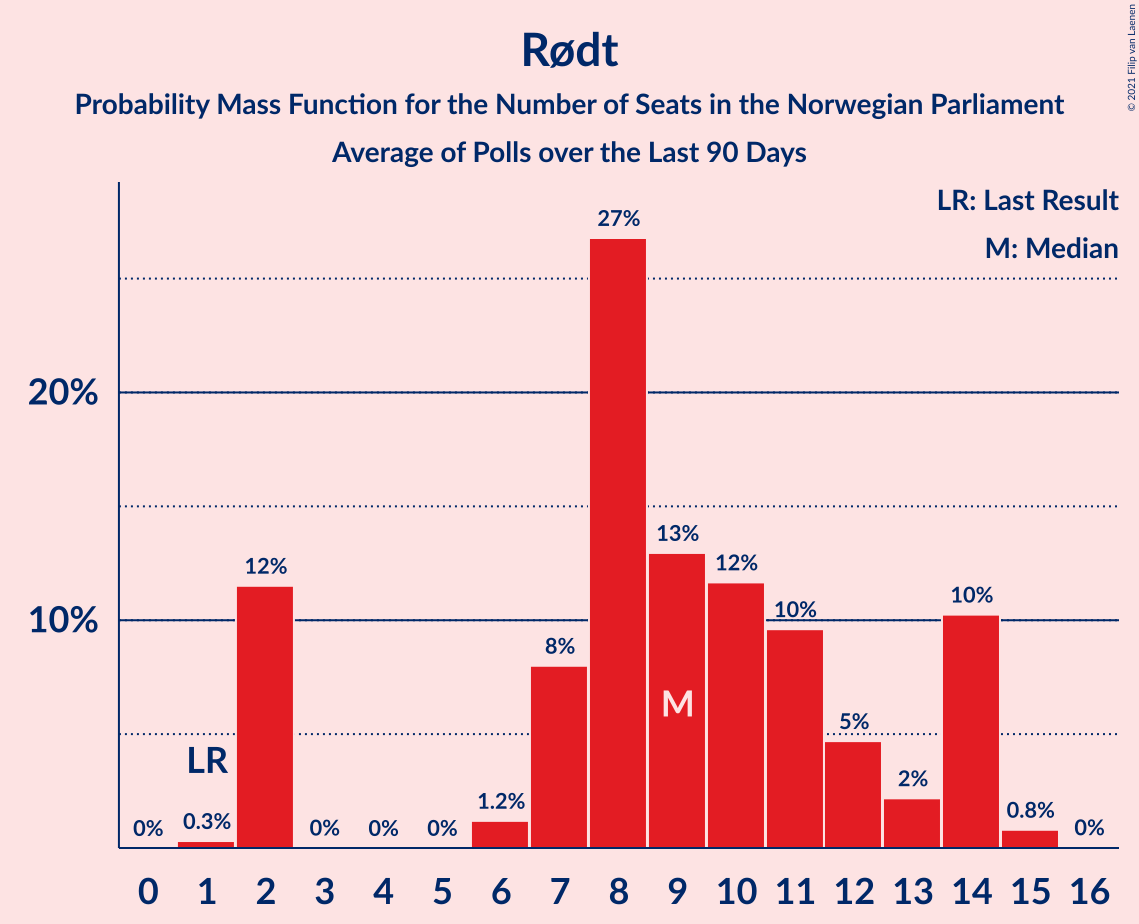 Rødt
Probability Mass Function for the Number of Seats in the Norwegian Parliament
Average of Polls over the Last 90 Days
© 2021 Filip van Laenen
LR: Last Result
M: Median
27%
20%
13%
12%
12%
10%
10%
10%
8%
M
5%
LR
2%
1.2%
0.8%
0%
0.3%
0%
0%
0%
0%
0 1 2 3 4 5 6 7 8 9 10 11 12 13 14 15 16